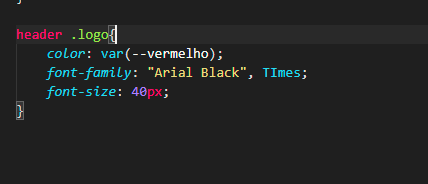 header .logo{
color: var(--vermelho);
font-family: "Arial Black", TImes;
font-size: 40px;
}